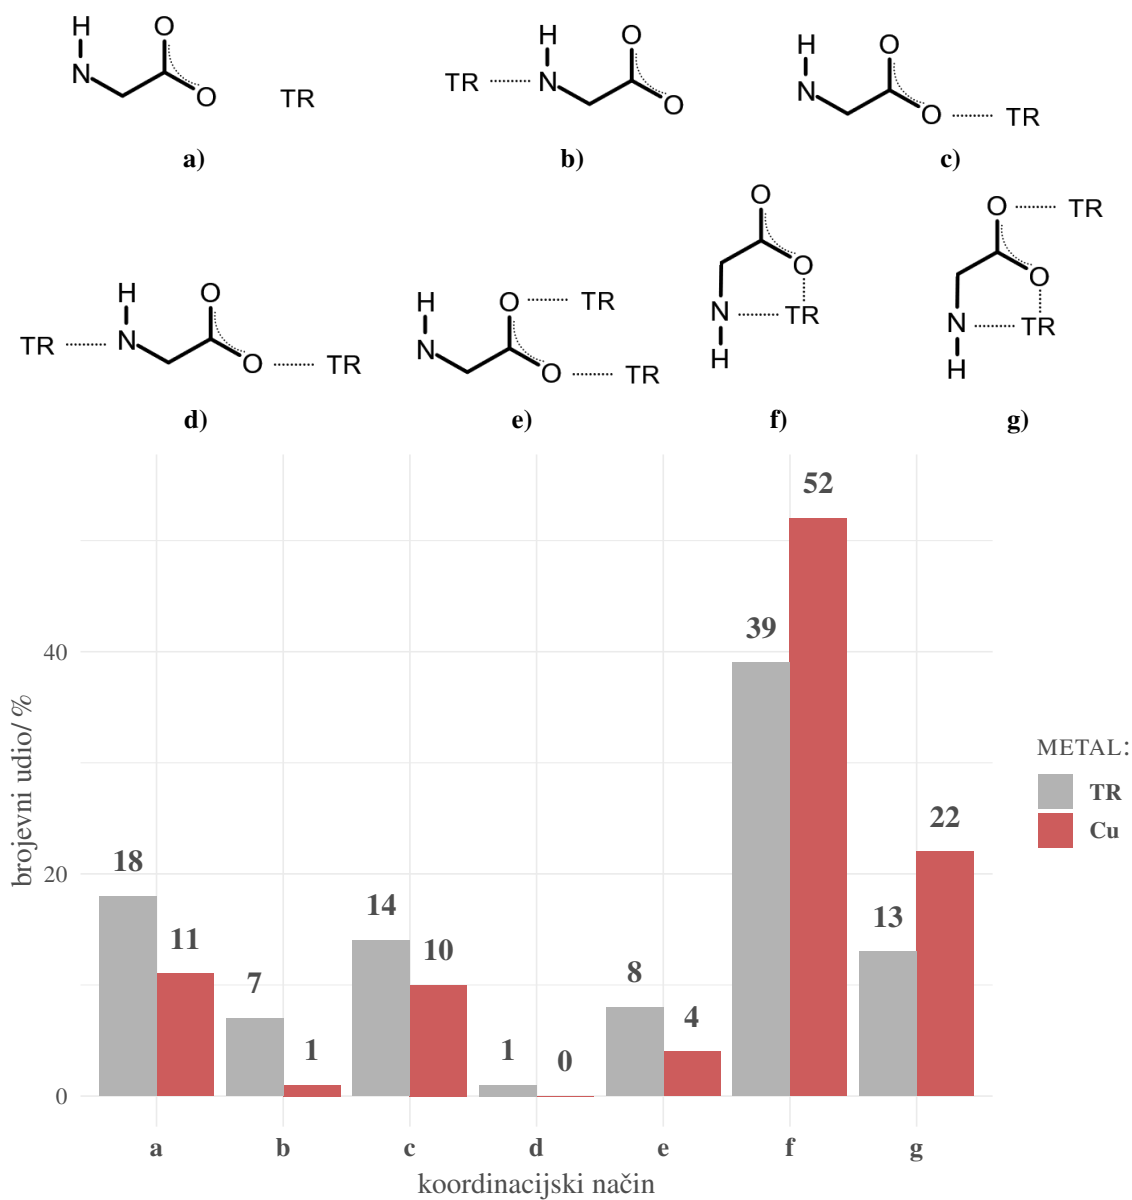 H O
N O TR
a)
H O
TR N O
b)
H O
N O TR
c)
H O
TR N O TR
d)
H O TR
N O TR
e)
O
O
N TR
H
f)
O TR
O
N TR
H
g)
brojevni udio/ %
40
20
0
18
11
7
1
14
10
1
0
8
4
39
52
13
22
a b c d e f g
koordinacijski način
METAL:
TR
Cu